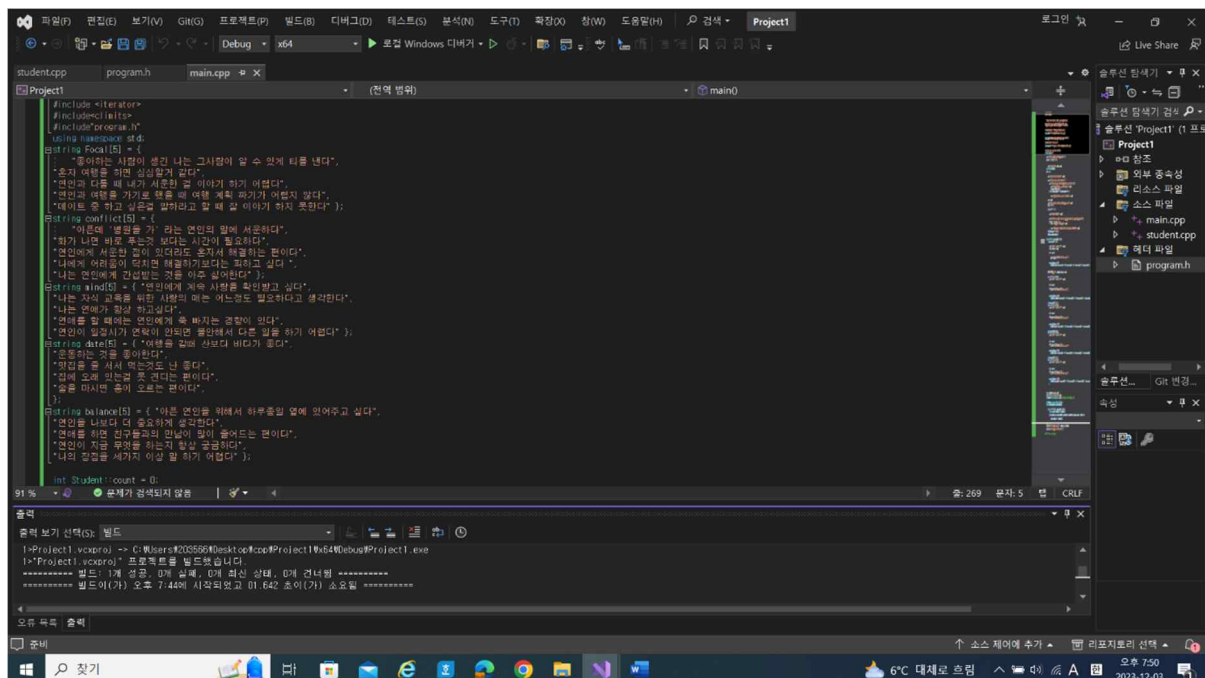 파일(F) 편집(E) 보기(V) Git(G) 프로젝트(P) 빌드(B) 디버그(D) 테스트(S) 분석(N) 도구(T) 확장(X) 창(W) 도움말(H) 검색 Project1 로그인
Debug x64 로컬 Windows 디버거 Live Share
student.cpp program.h main.cpp
Project1 (전역 범위) main()
#include <iterator>
#include<climits>
#include"program.h"
using namespace std;
string Focal[5] = {
"좋아하는 사람이 생긴 나는 그사람이 알 수 있게 티를 낸다",
"혼자 여행을 하면 심심할거 같다",
"연인과 다툴 때 내가 서운한 걸 이야기 하기 어렵다",
"연인과 여행을 가기로 했을 때 여행 계획 짜기가 어렵지 않다",
"데이트 중 하고 싶은걸 말하라고 할 때 잘 이야기 하지 못한다" };
string conflict[5] = {
"아픈데 '병원을 가' 라는 연인의 말에 서운하다",
"화가 나면 바로 푸는것 보다는 시간이 필요하다",
"연인에게 서운한 점이 있더라도 혼자서 해결하는 편이다",
"나에게 어려움이 닥치면 해결하기보다는 피하고 싶다 ",
"나는 연인에게 간섭받는 것을 아주 싫어한다" };
string mind[5] = { "연인에게 계속 사랑을 확인받고 싶다",
"나는 자식 교육을 위한 사랑의 매는 어느정도 필요하다고 생각한다",
"나는 연애가 항상 하고싶다",
"연애를 할 때에는 연인에게 푹 빠지는 경향이 있다",
"연인이 일정시가 연락이 안되면 불안해서 다른 일을 하기 어렵다" };
string date[5] = { "여행을 갈때 산보다 바다가 좋다",
"운동하는 것을 좋아한다",
"맛집을 줄 서서 먹는것도 난 좋다",
"집에 오래 있는걸 못 견디는 편이다",
"술을 마시면 흥이 오르는 편이다",
};
string balance[5] = { "아픈 연인을 위해서 하루종일 옆에 있어주고 싶다",
"연인을 나보다 더 중요하게 생각한다",
"연애를 하면 친구들과의 만남이 많이 줄어드는 편이다",
"연인이 지금 무엇을 하는지 항상 궁금하다",
"나의 장점을 세가지 이상 말 하기 어렵다" };
int Student::count = 0;
91 % 문제가 검색되지 않음 줄: 269 문자: 5 탭 CRLF
출력
출력 보기 선택(S): 빌드
1>Project1.vcxproj -> C:\Users\203566\Desktop\cpp\Project1\x64\Debug\Project1.exe
1>"Project1.vcxproj" 프로젝트를 빌드했습니다.
========== 빌드: 1개 성공, 0개 실패, 0개 최신 상태, 0개 건너뜀 ==========
========== 빌드이(가) 오후 7:44에 시작되었고 01.642 초이(가) 소요됨 ==========
오류 목록 출력
솔루션 탐색기
솔루션 탐색기 검색
솔루션 'Project1' (1 프로
Project1
참조
외부 종속성
리소스 파일
소스 파일
main.cpp
student.cpp
헤더 파일
program.h
솔루션... Git 변경...
속성
준비 소스 제어에 추가 리포지토리 선택
찾기 6°C 대체로 흐림 A 오후 7:50
2023-12-03